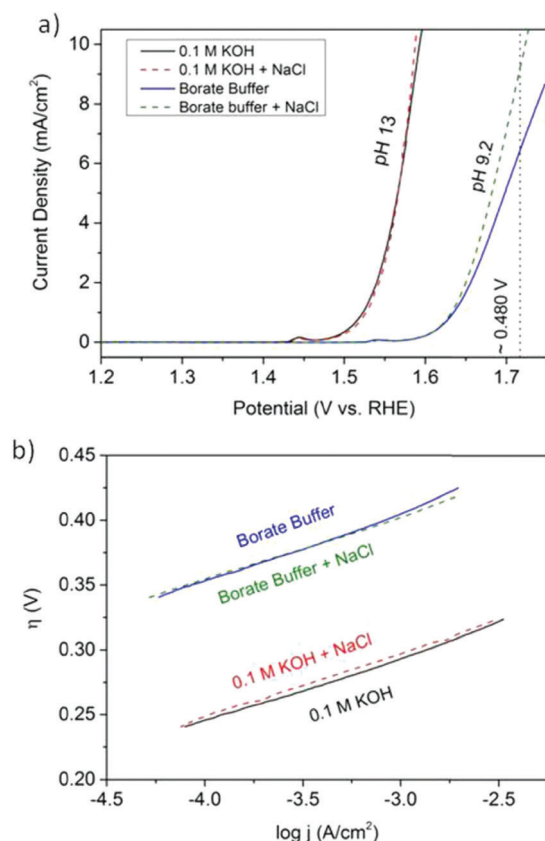 a)
0.1 M KOH
0.1 M KOH + NaCl
Borate Buffer
Borate buffer + NaCl
Current Density (mA/cm²)
10
8
6
4
2
0
pH 13
pH 9.2
~ 0.480 V
1.2 1.3 1.4 1.5 1.6 1.7
Potential (V vs. RHE)
b)
η (V)
0.45
0.40
0.35
0.30
0.25
0.20
Borate Buffer
Borate Buffer + NaCl
0.1 M KOH + NaCl
0.1 M KOH
-4.5 -4.0 -3.5 -3.0 -2.5
log j (A/cm²)